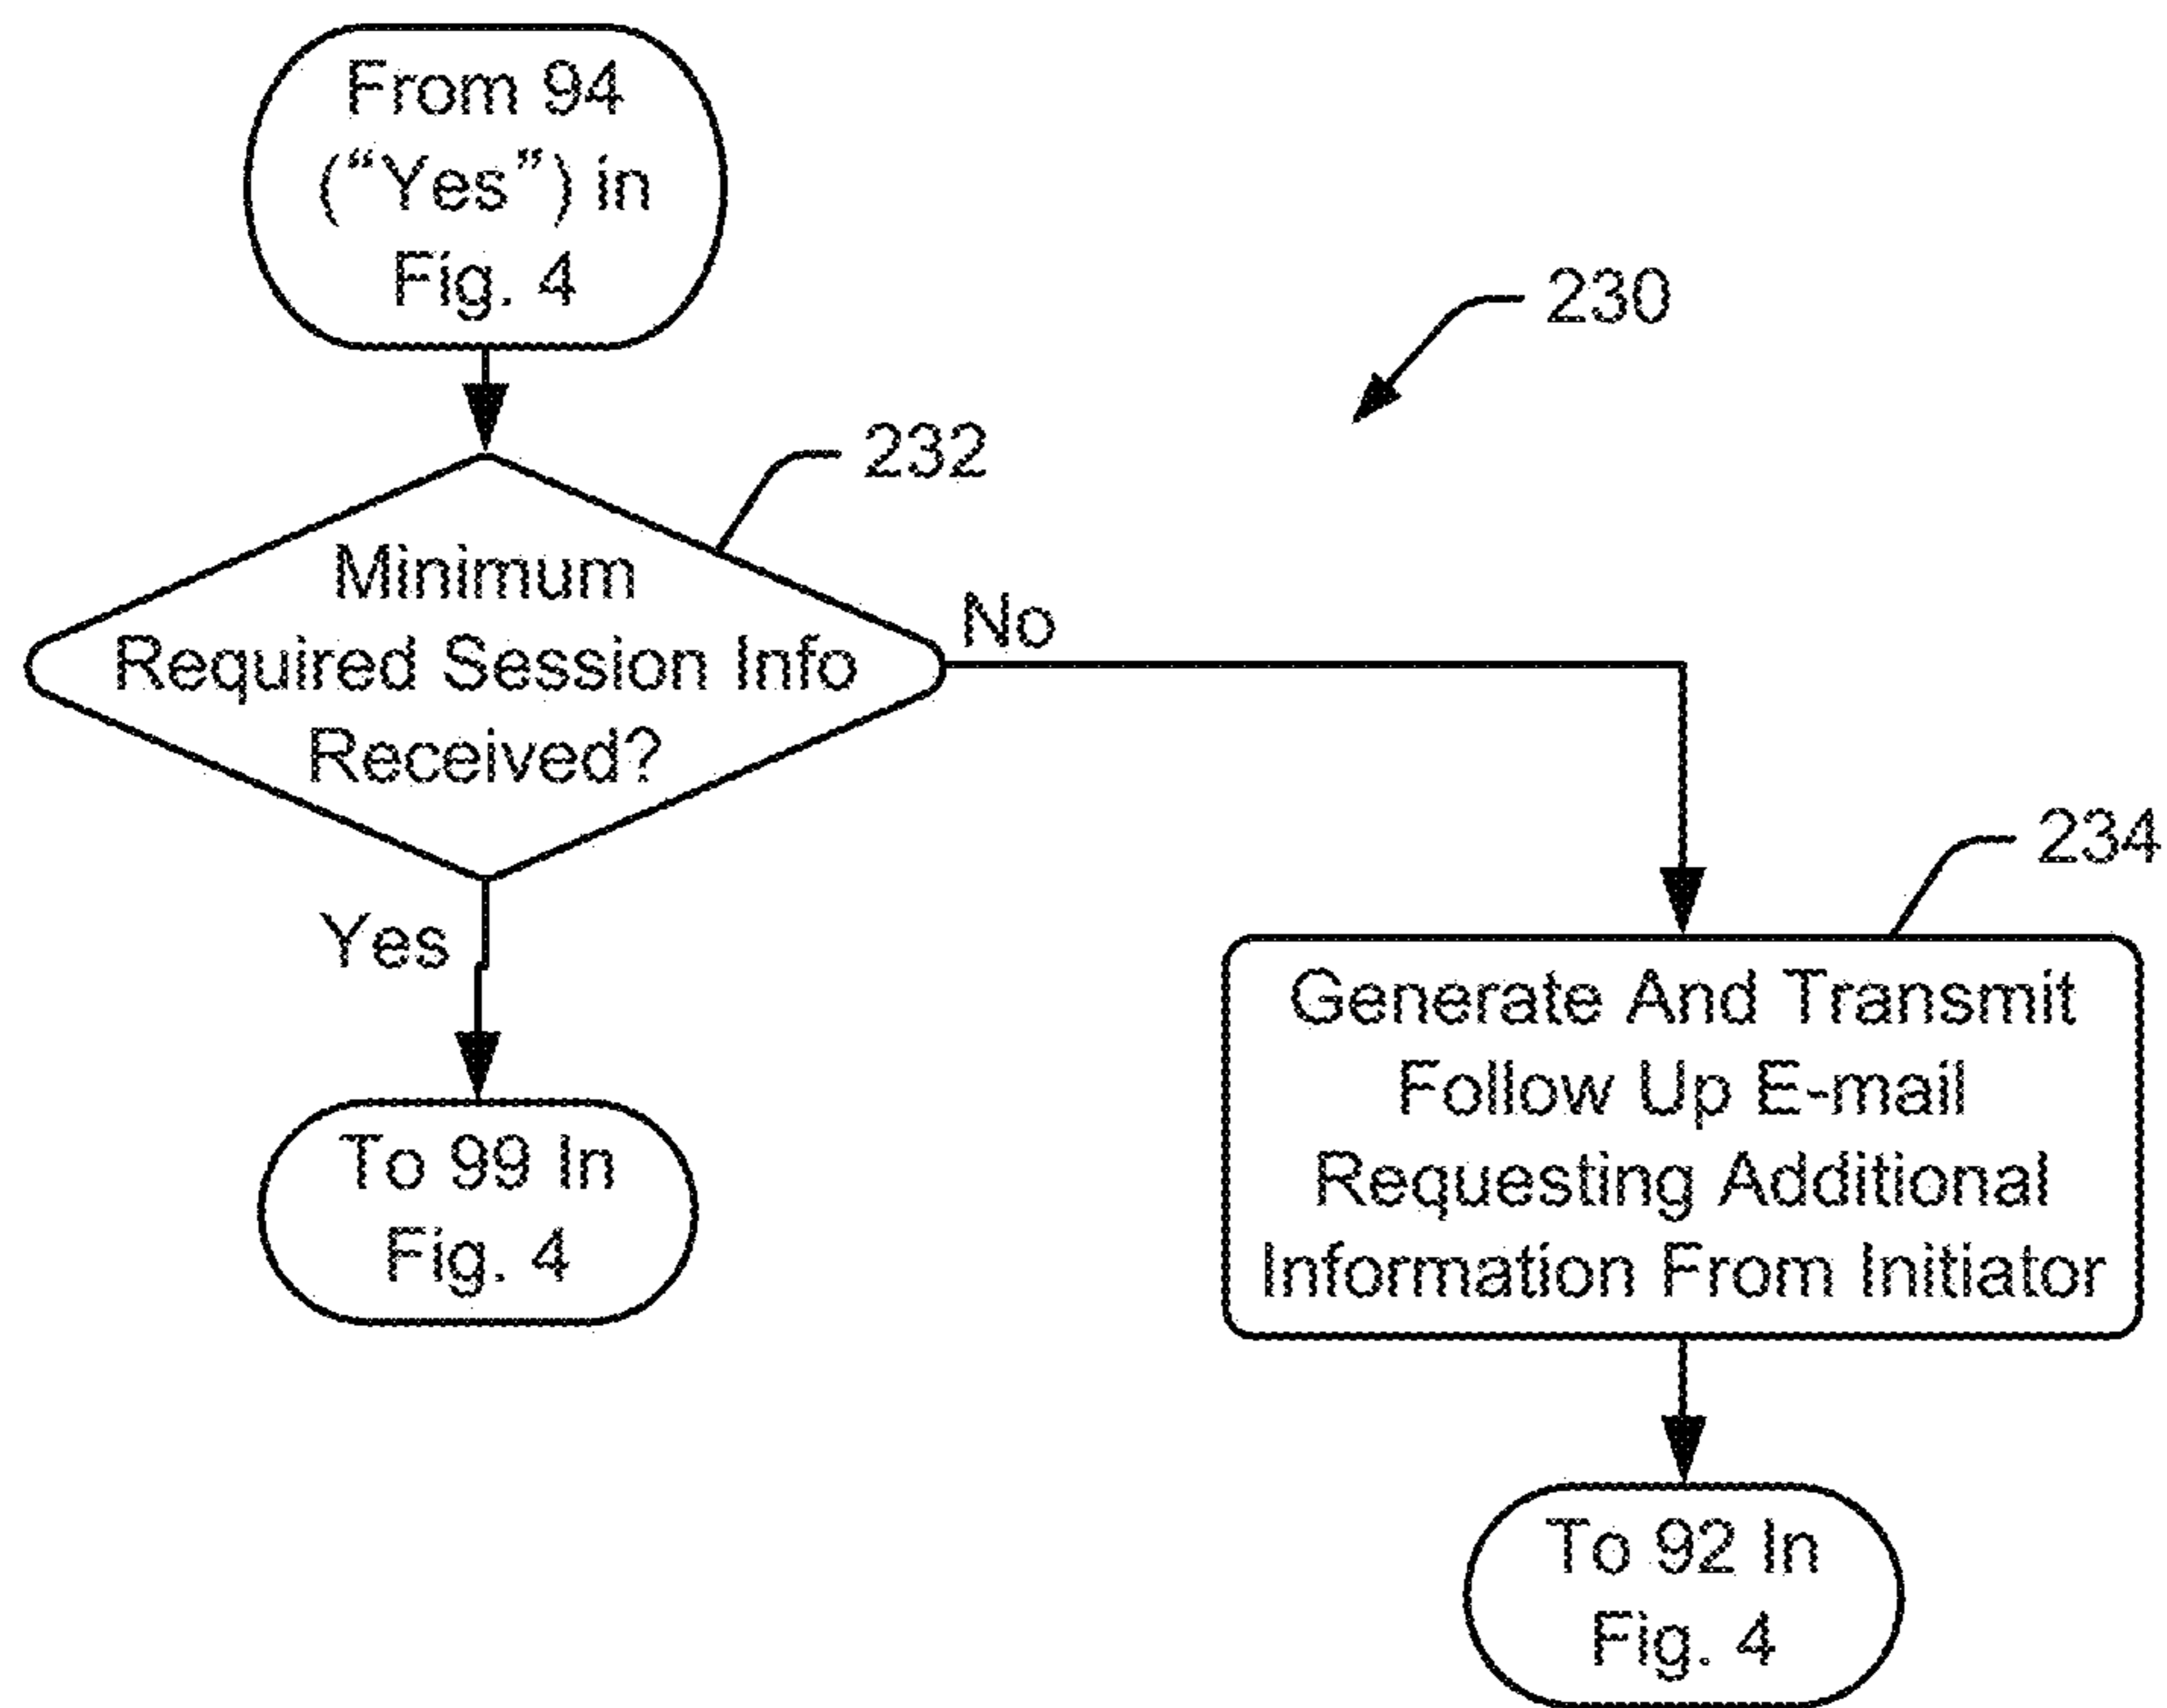 From 94
(“Yes”) in
Fig. 4
230
232
Minimum
Required Session Info
Received?
No
Yes
234
Generate And Transmit
Follow Up E-mail
Requesting Additional
Information From Initiator
To 99 In
Fig. 4
To 92 In
Fig. 4